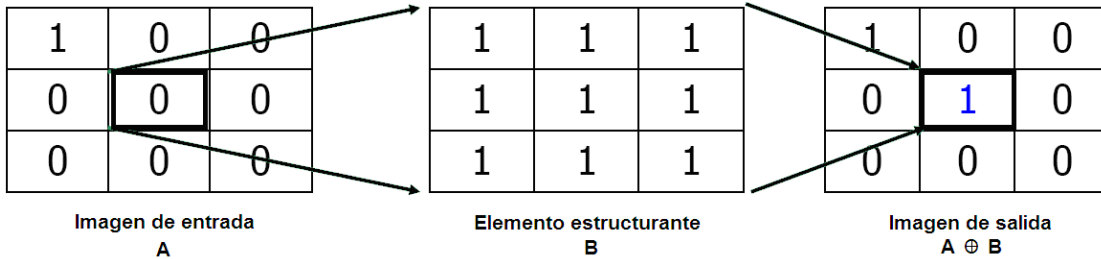 1 0 0 1 1 1 1 0 0
0 0 0 1 1 1 0 1 0
0 0 0 1 1 1 0 0 0
Imagen de entrada Elemento estructurante Imagen de salida
A B A ⊕ B